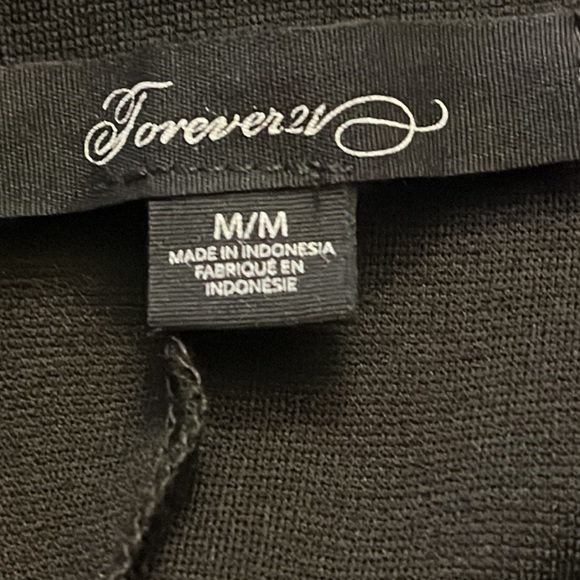 Forever21
M/M
MADE IN INDONESIA
FABRIQUÉ EN
INDONÉSIE